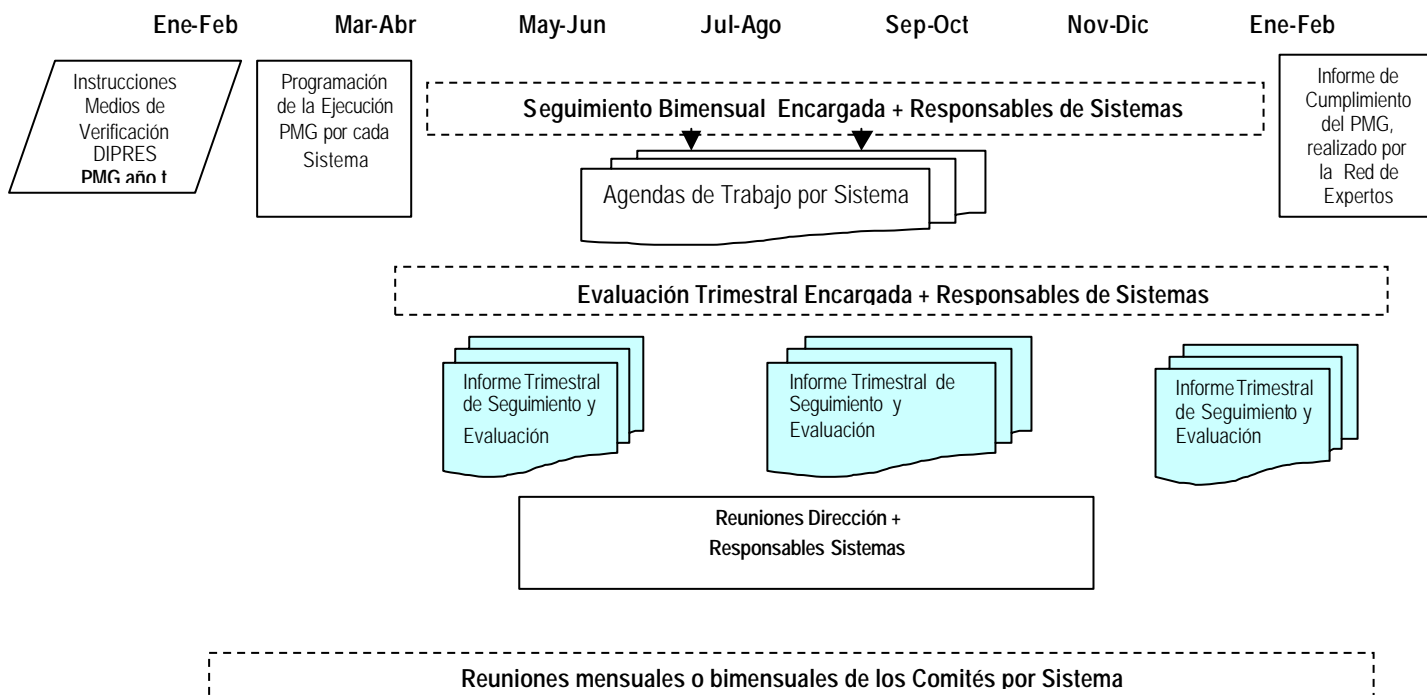 Ene-Feb Mar-Abr May-Jun Jul-Ago Sep-Oct Nov-Dic Ene-Feb
Instrucciones
Medios de
Verificación
DIPRES
PMG año t
Programación
de la Ejecución
PMG por cada
Sistema
Seguimiento Bimensual Encargada + Responsables de Sistemas
Agendas de Trabajo por Sistema
Informe de
Cumplimiento
del PMG,
realizado por
la Red de
Expertos
Evaluación Trimestral Encargada + Responsables de Sistemas
Informe Trimestral
de Seguimiento y
Evaluación
Informe Trimestral de
Seguimiento y
Evaluación
Informe Trimestral
de Seguimiento y
Evaluación
Reuniones Dirección +
Responsables Sistemas
Reuniones mensuales o bimensuales de los Comités por Sistema